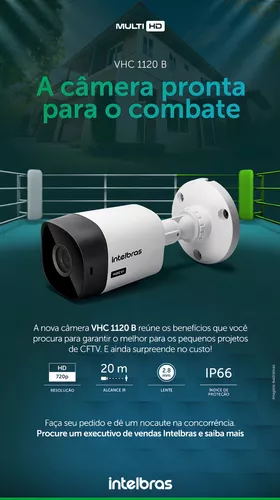 MULTI HD
VHC 1120 B
A câmera pronta
para o combate
intelbras
A nova câmera VHC 1120 B reúne os benefícios que você
procura para garantir o melhor para os pequenos projetos
de CFTV. E ainda surpreende no custo!
HD
720p
RESOLUÇÃO
20 m
ALCANCE IR
2.8
mm
LENTE
IP66
ÍNDICE DE
PROTEÇÃO
Faça seu pedido e dê um nocaute na concorrência.
Procure um executivo de vendas Intelbras e saiba mais
intelbras